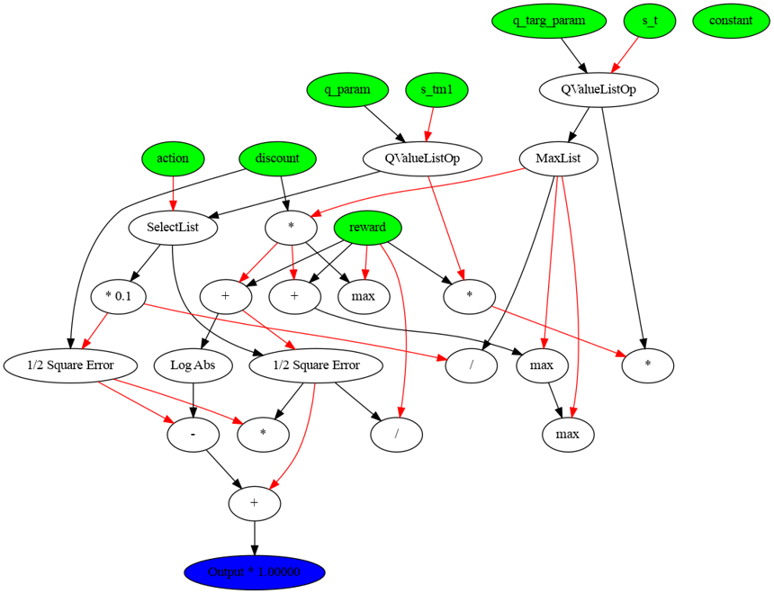 q_targ_param
s_t
constant
q_param
s_tm1
QValueListOp
action
discount
QValueListOp
MaxList
SelectList
*
reward
* 0.1
+
+
max
*
1/2 Square Error
Log Abs
1/2 Square Error
/
max
*
-
*
/
max
+
Output * 1.00000